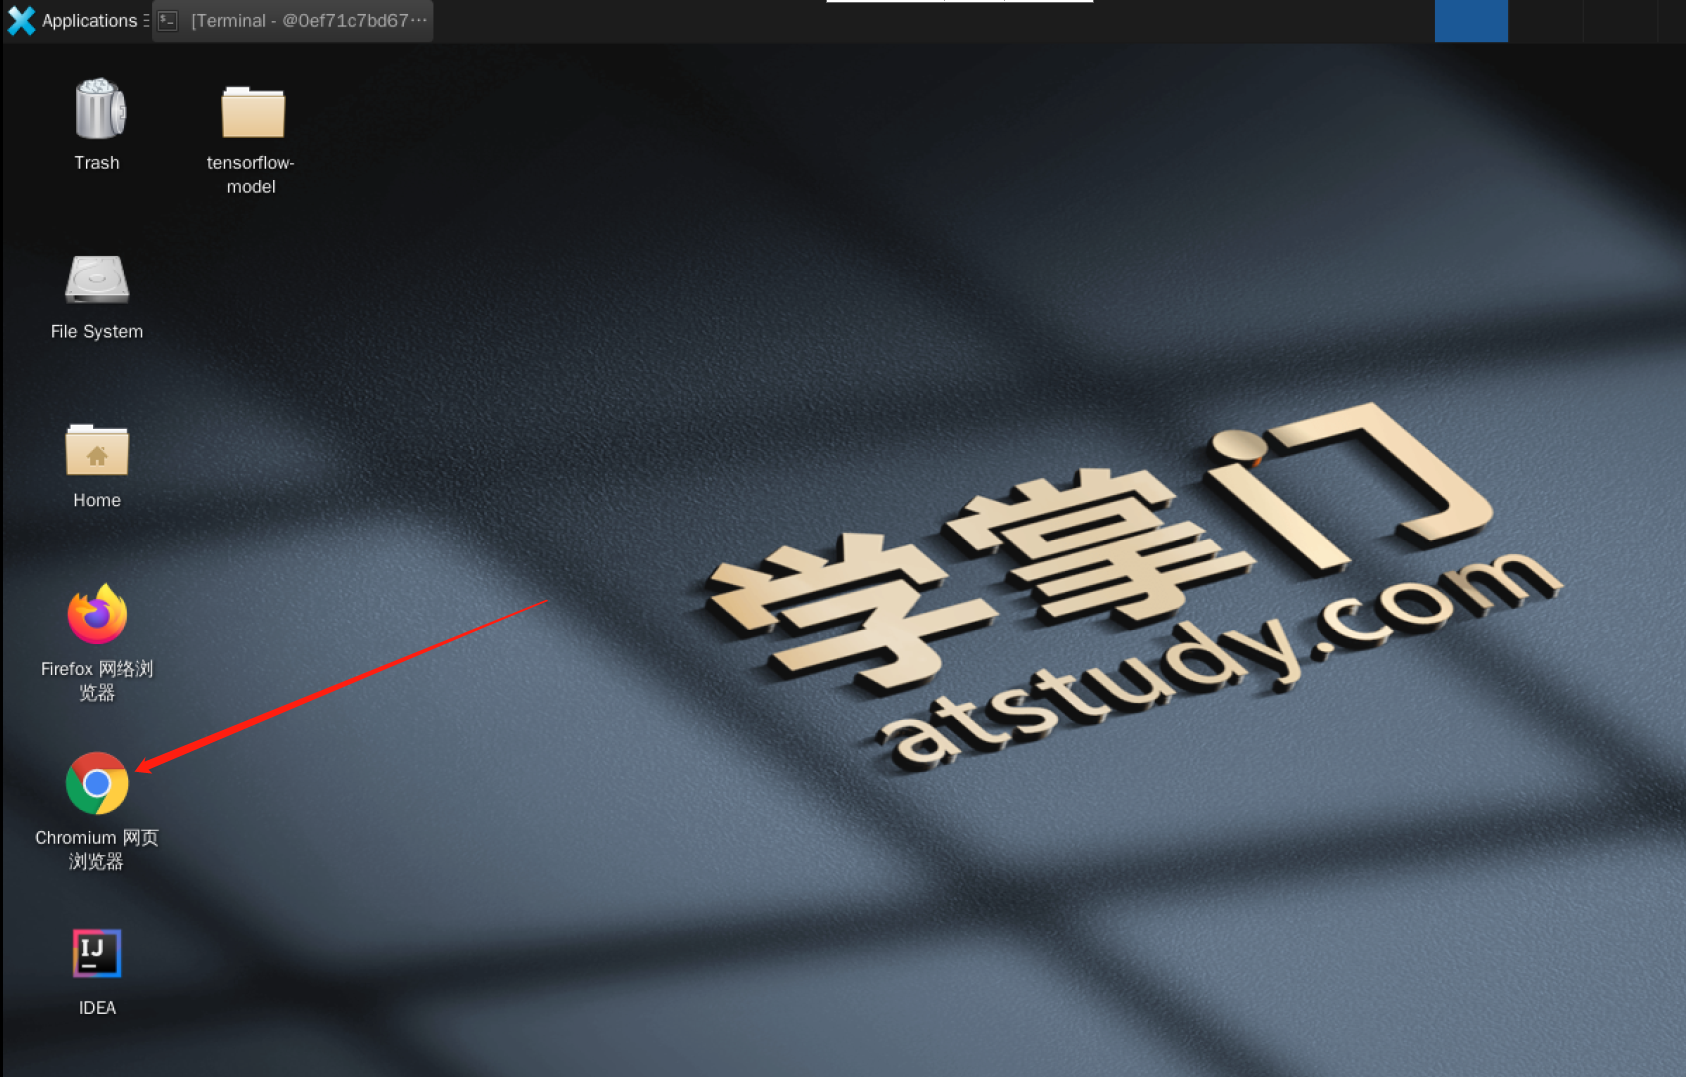 Applications
[Terminal - @0ef71c7bd67···
Trash
tensorflow-
model
File System
Home
Firefox 网络浏
览器
Chromium 网页
浏览器
IJ
IDEA
学掌门
atstudy.com